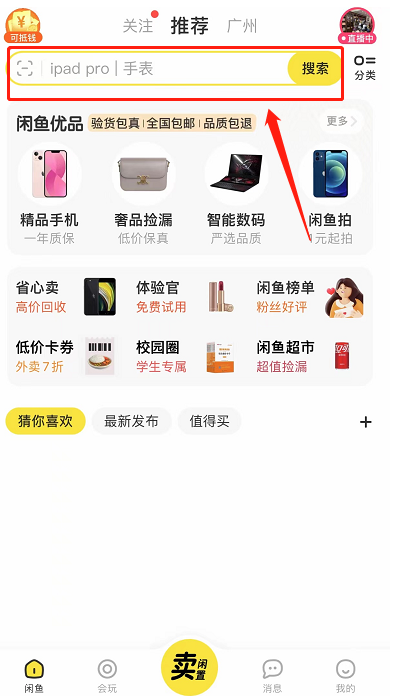 可抵钱
关注 推荐 广州
直播中
ipad pro | 手表 搜索
分类
闲鱼优品 验货包真 | 全国包邮 | 品质包退 更多
精品手机 奢品捡漏 智能数码 闲鱼拍
一年质保 低价保真 严选品质 1元起拍
省心卖 体验官 闲鱼榜单
高价回收 免费试用 粉丝好评
低价卡券 校园圈 闲鱼超市
外卖7折 学生专属 超值捡漏
猜你喜欢 最新发布 值得买
卖闲置
闲鱼 会玩 消息 我的